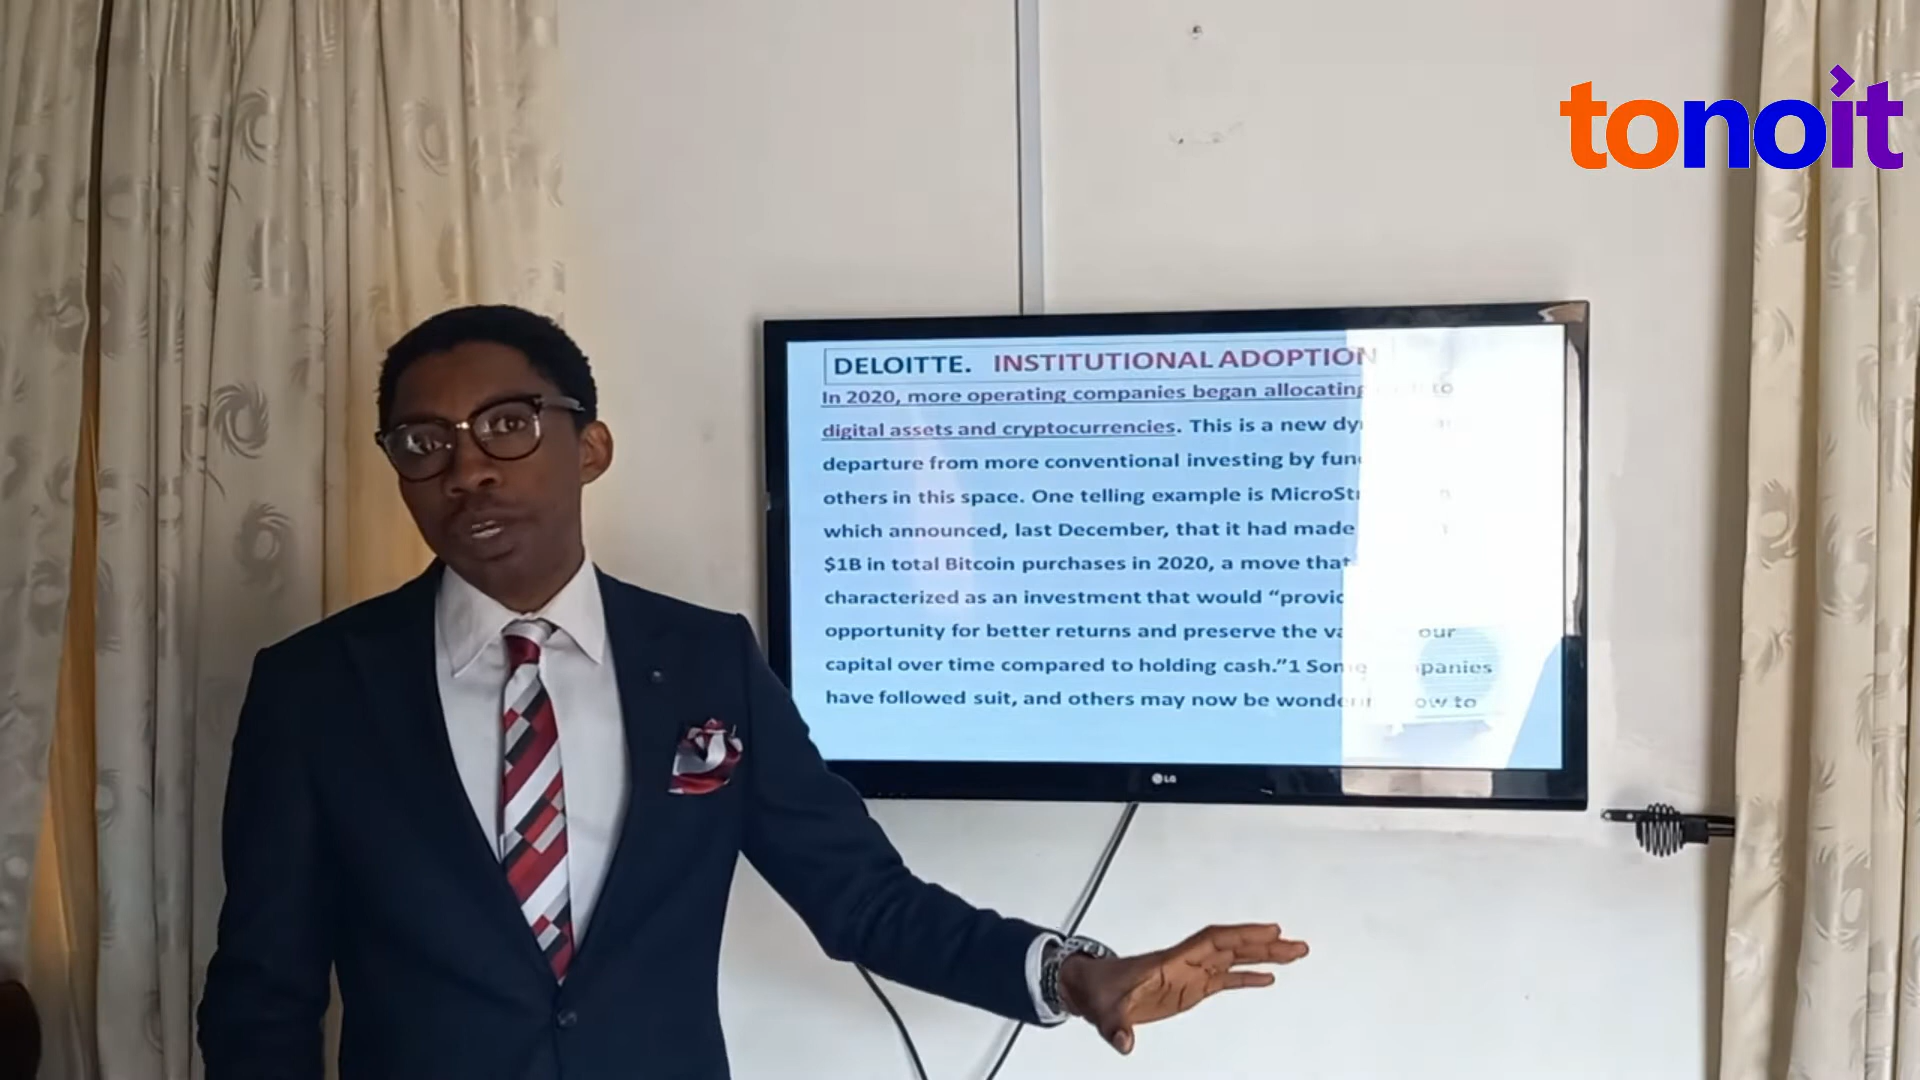 tonoit
DELOITTE. INSTITUTIONAL ADOPTION
In 2020, more operating companies began allocating to
digital assets and cryptocurrencies. This is a new
departure from more conventional investing by
others in this space. One telling example is
which announced, last December, that it had made
$1B in total Bitcoin purchases in 2020, a move that
characterized as an investment that would “
opportunity for better returns and preserve the our
capital over time compared to holding cash.”1
have followed suit, and others may now be to
LG